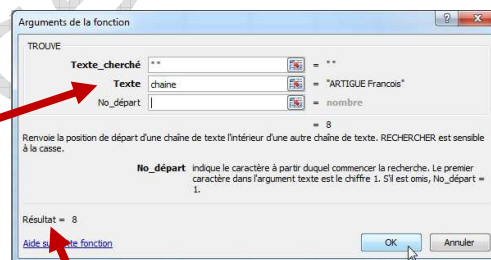 Arguments de la fonction
TROUVE
Texte_cherché " " = " "
Texte chaine = "ARTIGUE Francois"
No_départ = nombre
= 8
Renvoie la position de départ d'une chaîne de texte l'intérieur d'une autre chaîne de texte. RECHERCHER est sensible
à la casse.
No_départ indique le caractère à partir duquel commencer la recherche. Le premier
caractère dans l'argument texte est le chiffre 1. S'il est omis, No_départ =
1.
Résultat = 8
Aide fonction OK Annuler